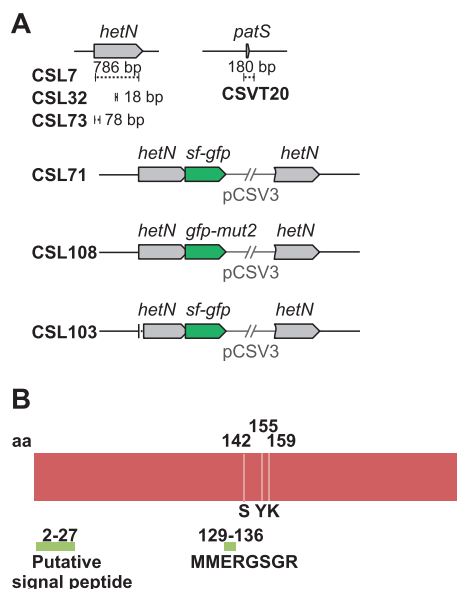 A
hetN patS
786 bp 180 bp
CSL7 CSVT20
CSL32 18 bp
CSL73 78 bp
hetN sf-gfp hetN
CSL71
pCSV3
hetN gfp-mut2 hetN
CSL108
pCSV3
hetN sf-gfp hetN
CSL103
pCSV3
B
155
aa 142 159
S YK
2-27 129-136
Putative MMERGSGR
signal peptide